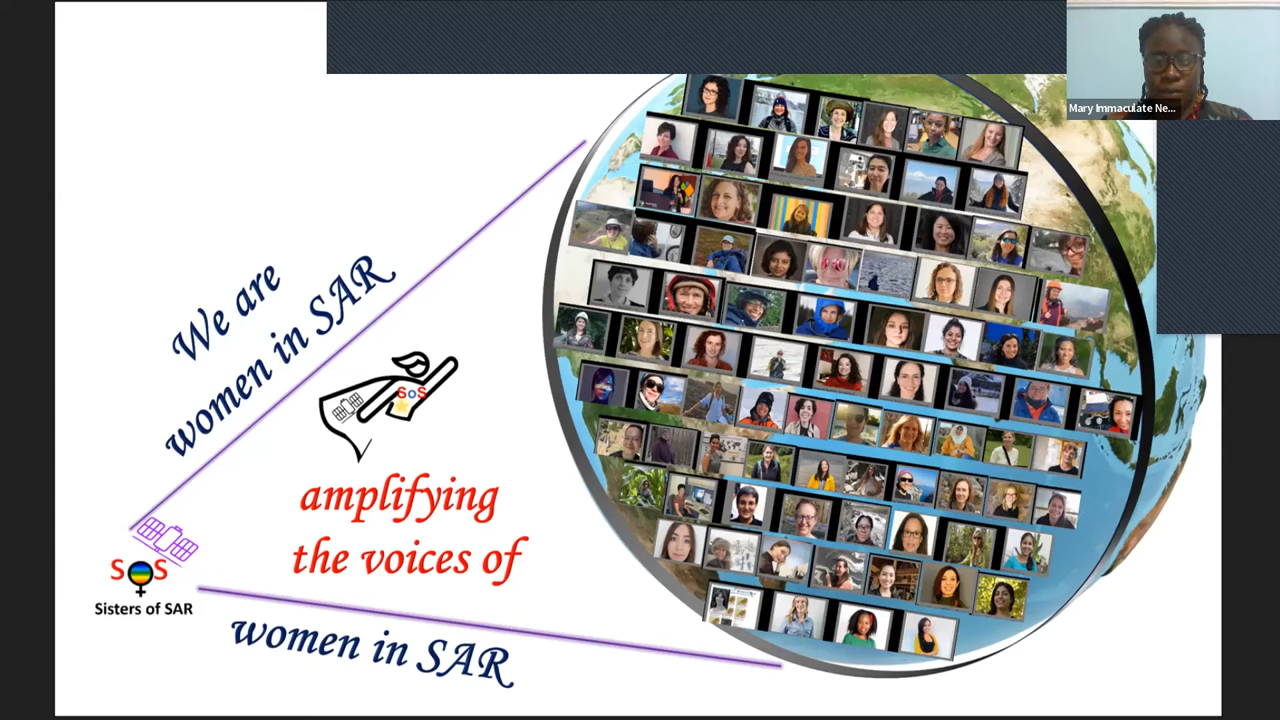 Mary Immaculate Ne...
We are
women in SAR
SOS
amplifying
the voices of
SOS
Sisters of SAR
women in SAR